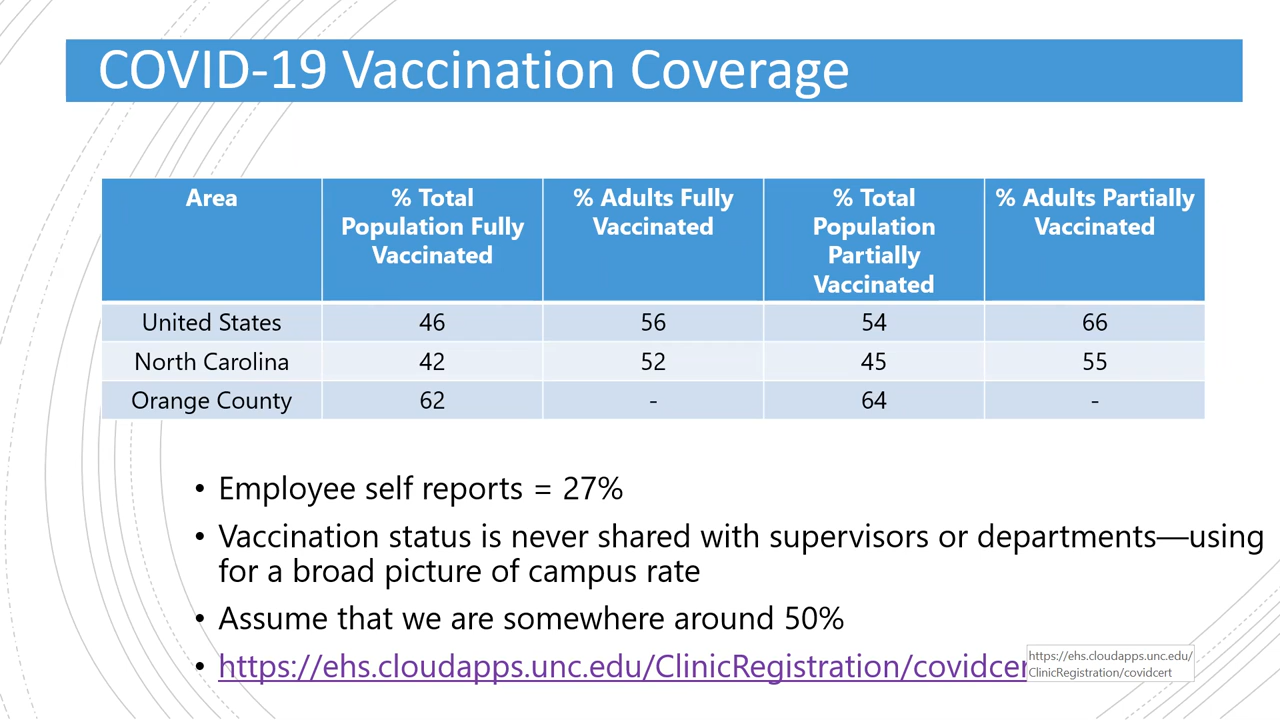 COVID-19 Vaccination Coverage
Area
% Total
Population Fully
Vaccinated
% Adults Fully
Vaccinated
% Total
Population
Partially
Vaccinated
% Adults Partially
Vaccinated
United States 46 56 54 66
North Carolina 42 52 45 55
Orange County 62 - 64 -
• Employee self reports = 27%
• Vaccination status is never shared with supervisors or departments—using
for a broad picture of campus rate
• Assume that we are somewhere around 50%
• https://ehs.cloudapps.unc.edu/ClinicRegistration/covidcer
https://ehs.cloudapps.unc.edu/
ClinicRegistration/covidcert